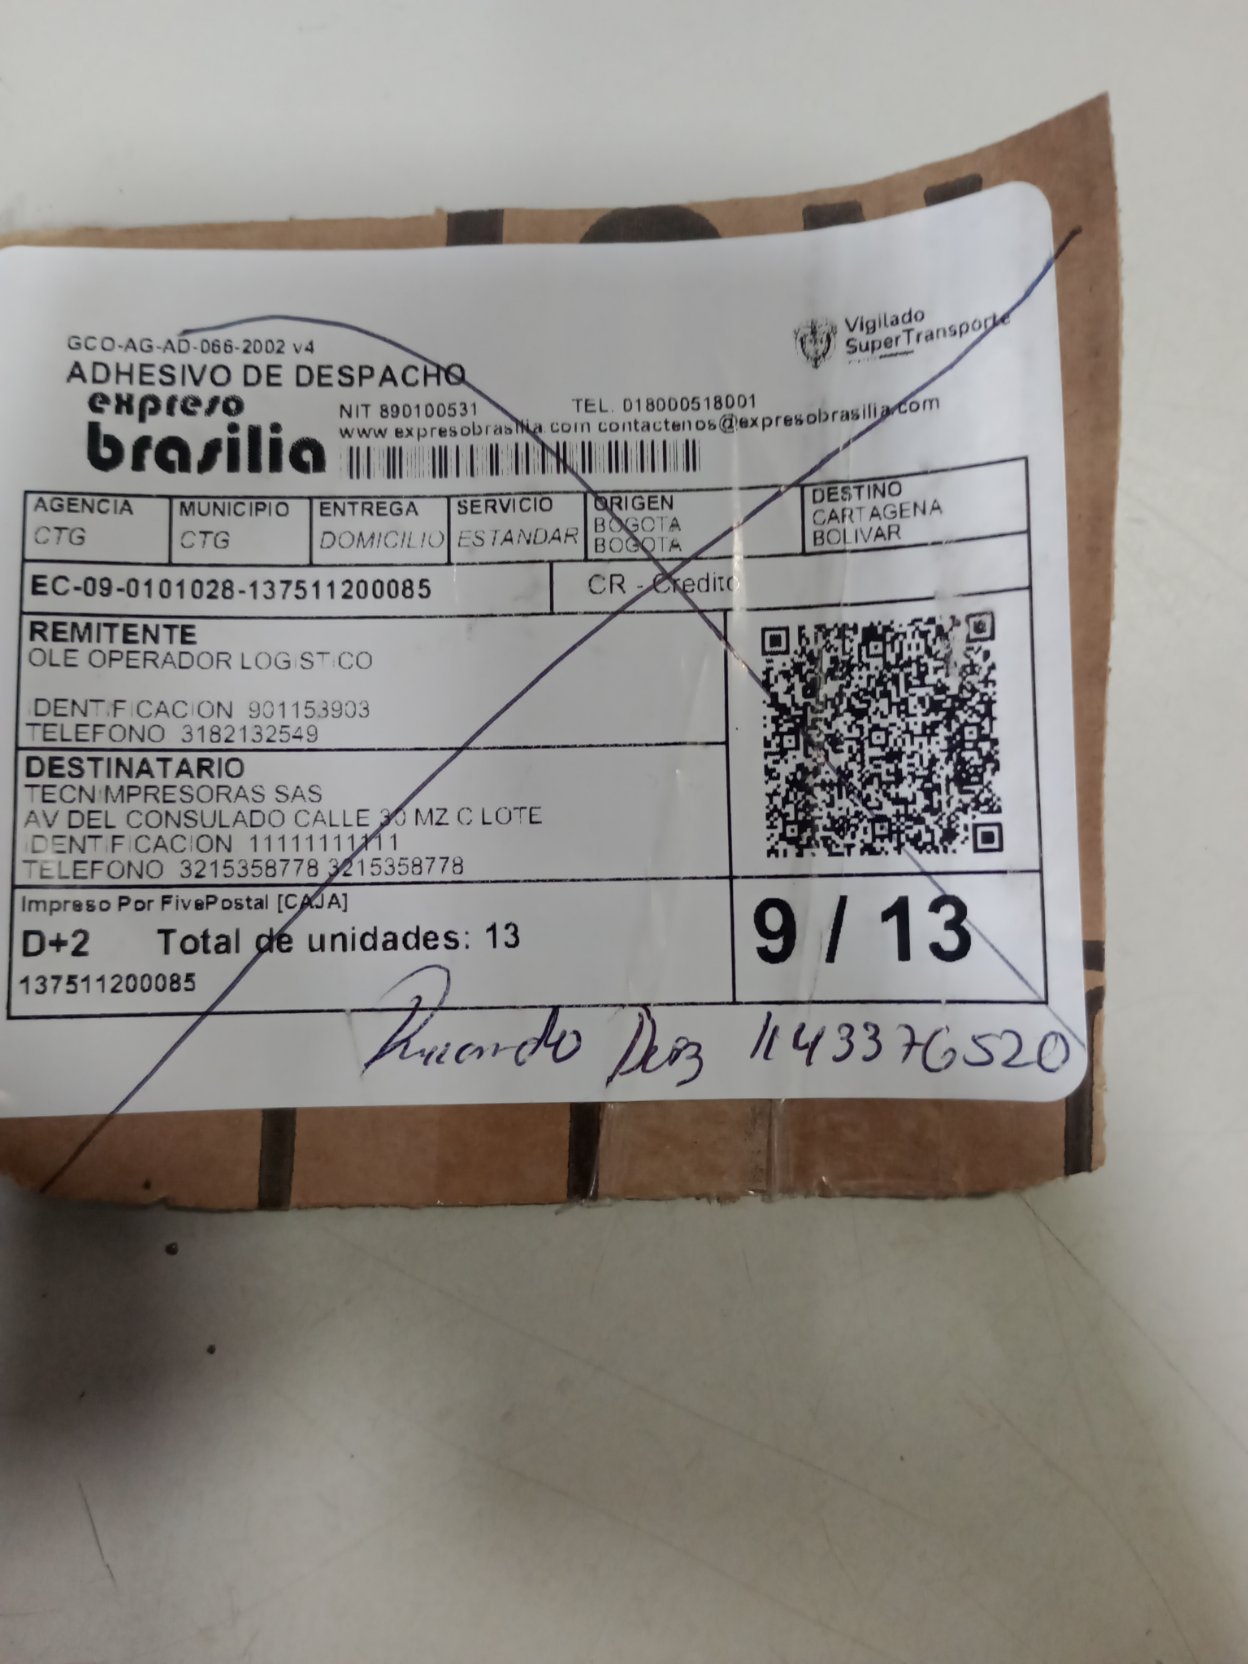 GCO-AG-AD-066-2002 v4
Vigilado
SuperTransporte
ADHESIVO DE DESPACHO
expreso
brasilia
NIT 890100531 TEL. 018000518001
www.expresobrasilia.com contactenos@expresobrasilia.com
AGENCIA
CTG
MUNICIPIO
CTG
ENTREGA
DOMICILIO
SERVICIO
ESTANDAR
ORIGEN
BOGOTA
BOGOTA
DESTINO
CARTAGENA
BOLIVAR
EC-09-0101028-137511200085 CR - Credito
REMITENTE
OLE OPERADOR LOGISTICO
IDENTIFICACION 901153903
TELEFONO 3182132549
DESTINATARIO
TECNIMPRESORAS SAS
AV DEL CONSULADO CALLE 30 MZ C LOTE
IDENTIFICACION 11111111111
TELEFONO 3215358778 3215358778
Impreso Por FivePostal [CAJA]
D+2 Total de unidades: 13
137511200085
9 / 13
1143376520